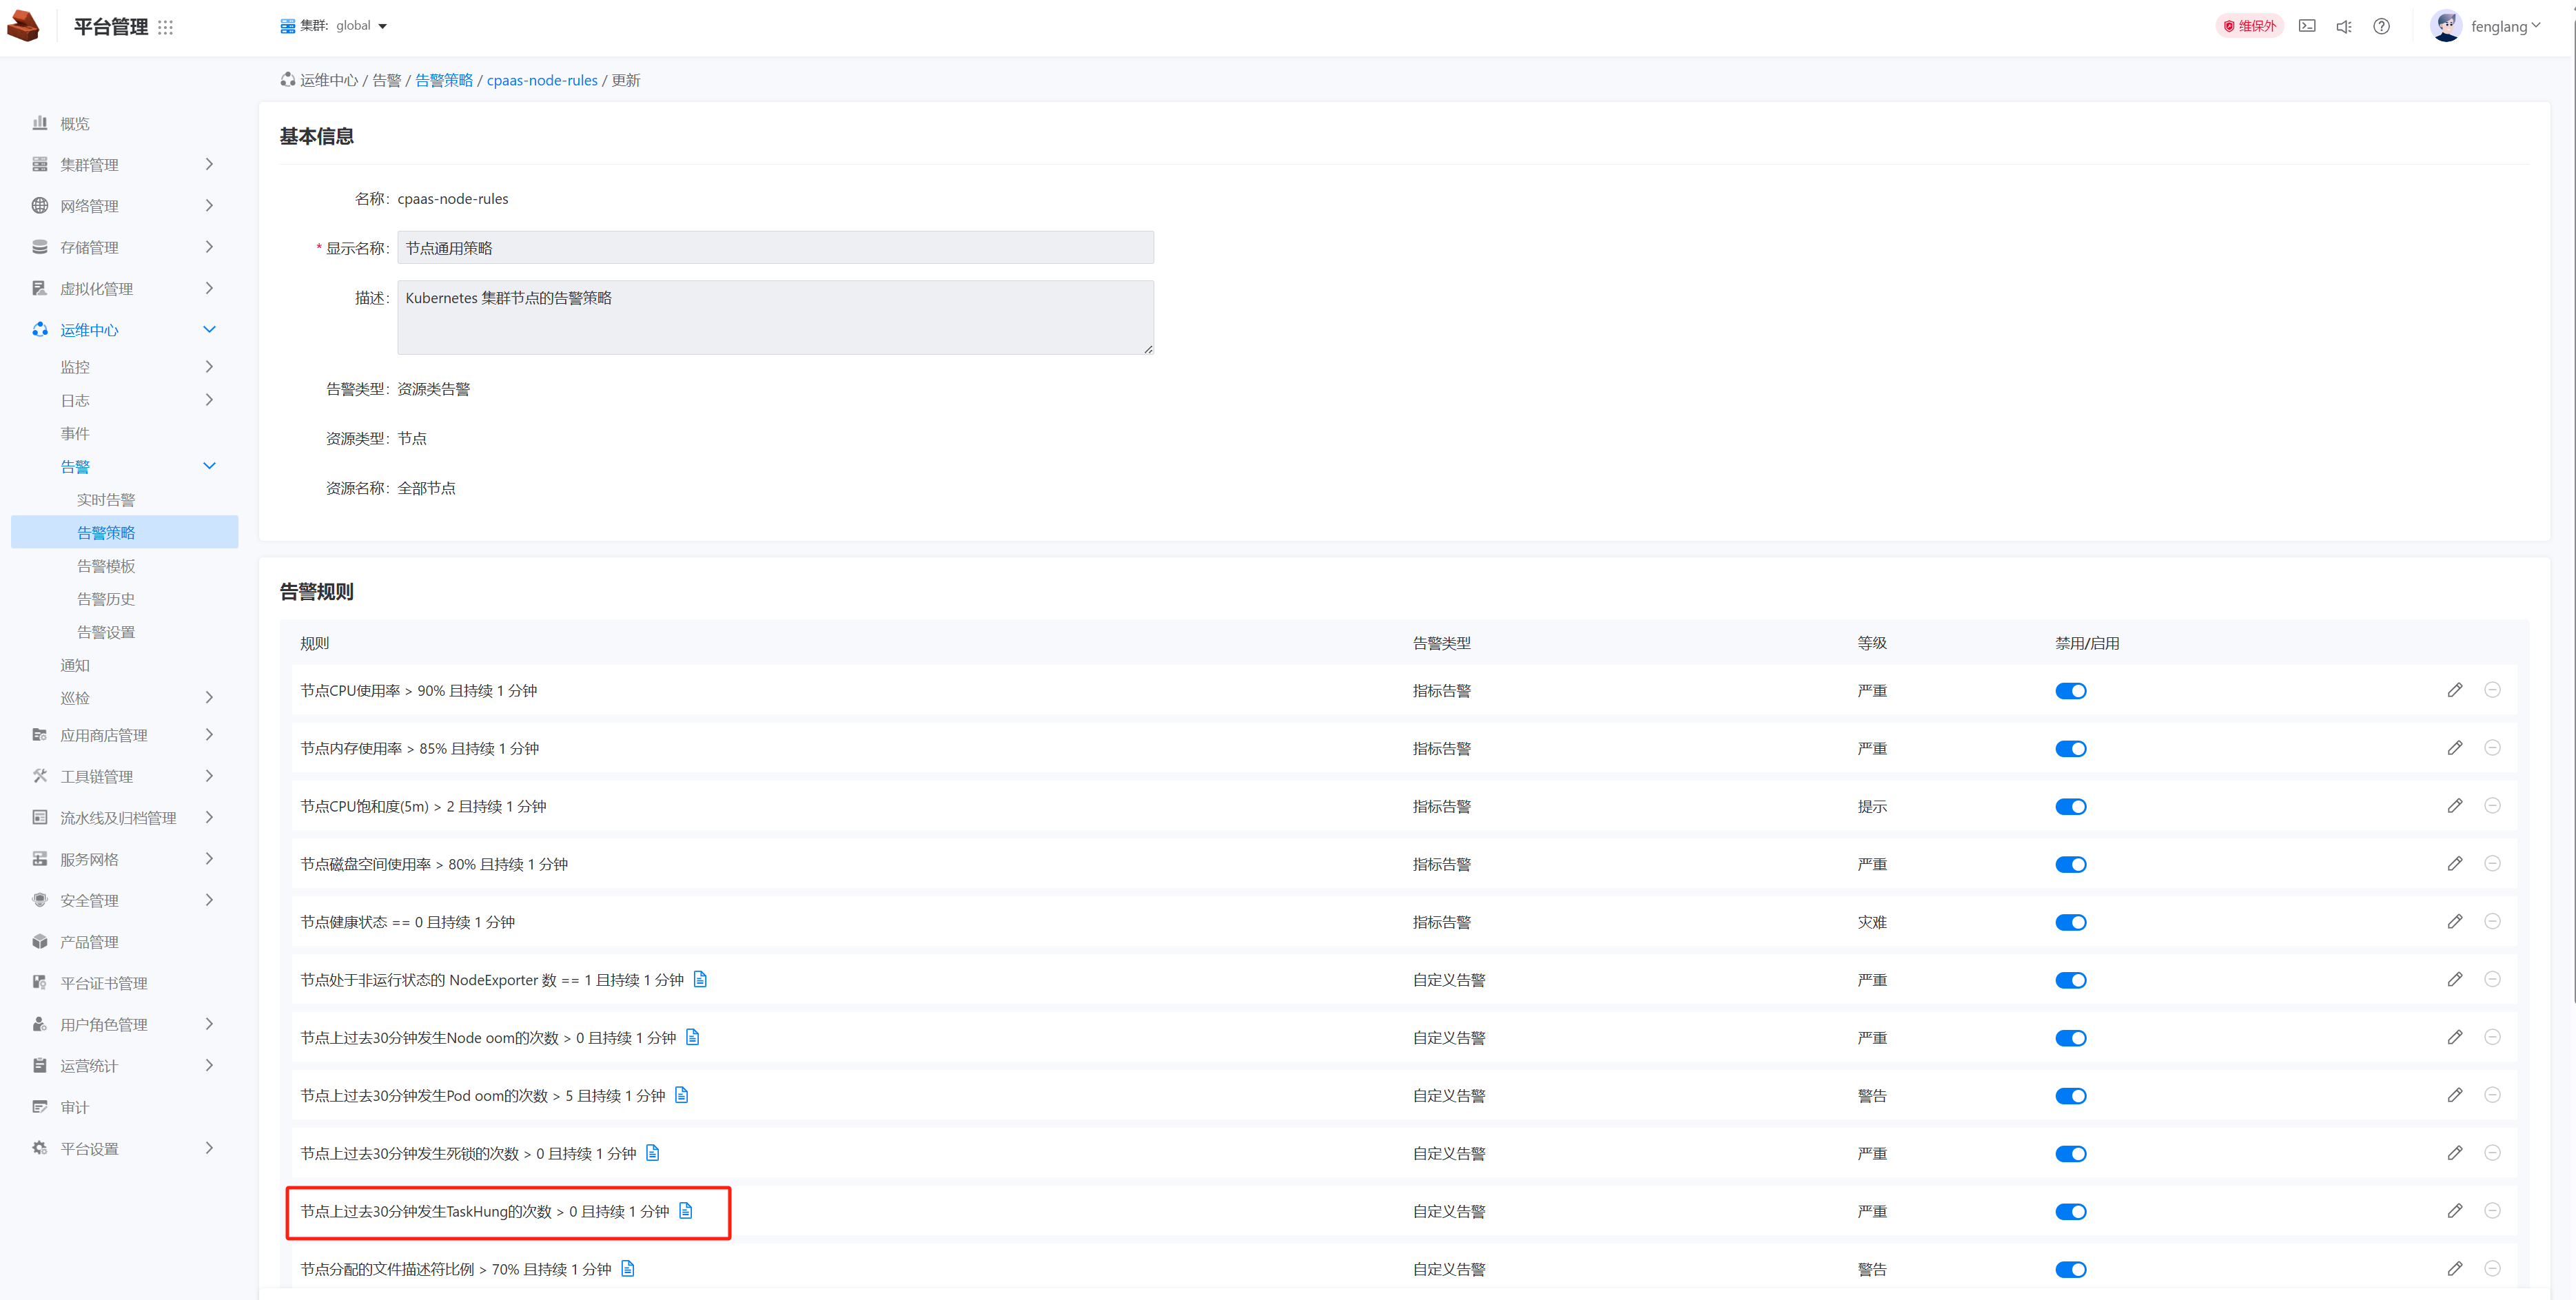 平台管理
集群: global
维保外
fenglang
运维中心 / 告警 / 告警策略 / cpaas-node-rules / 更新
概览
集群管理
网络管理
存储管理
虚拟化管理
运维中心
监控
日志
事件
告警
实时告警
告警策略
告警模板
告警历史
告警设置
通知
巡检
应用商店管理
工具链管理
流水线及归档管理
服务网格
安全管理
产品管理
平台证书管理
用户角色管理
运营统计
审计
平台设置
基本信息
名称: cpaas-node-rules
* 显示名称: 节点通用策略
描述: Kubernetes 集群节点的告警策略
告警类型: 资源类告警
资源类型: 节点
资源名称: 全部节点
告警规则
规则 告警类型 等级 禁用/启用
节点CPU使用率 > 90% 且持续 1 分钟 指标告警 严重
节点内存使用率 > 85% 且持续 1 分钟 指标告警 严重
节点CPU饱和度(5m) > 2 且持续 1 分钟 指标告警 提示
节点磁盘空间使用率 > 80% 且持续 1 分钟 指标告警 严重
节点健康状态 == 0 且持续 1 分钟 指标告警 灾难
节点处于非运行状态的 NodeExporter 数 == 1 且持续 1 分钟 自定义告警 严重
节点上过去30分钟发生Node oom的次数 > 0 且持续 1 分钟 自定义告警 严重
节点上过去30分钟发生Pod oom的次数 > 5 且持续 1 分钟 自定义告警 警告
节点上过去30分钟发生死锁的次数 > 0 且持续 1 分钟 自定义告警 严重
节点上过去30分钟发生TaskHung的次数 > 0 且持续 1 分钟 自定义告警 严重
节点分配的文件描述符比例 > 70% 且持续 1 分钟 自定义告警 警告